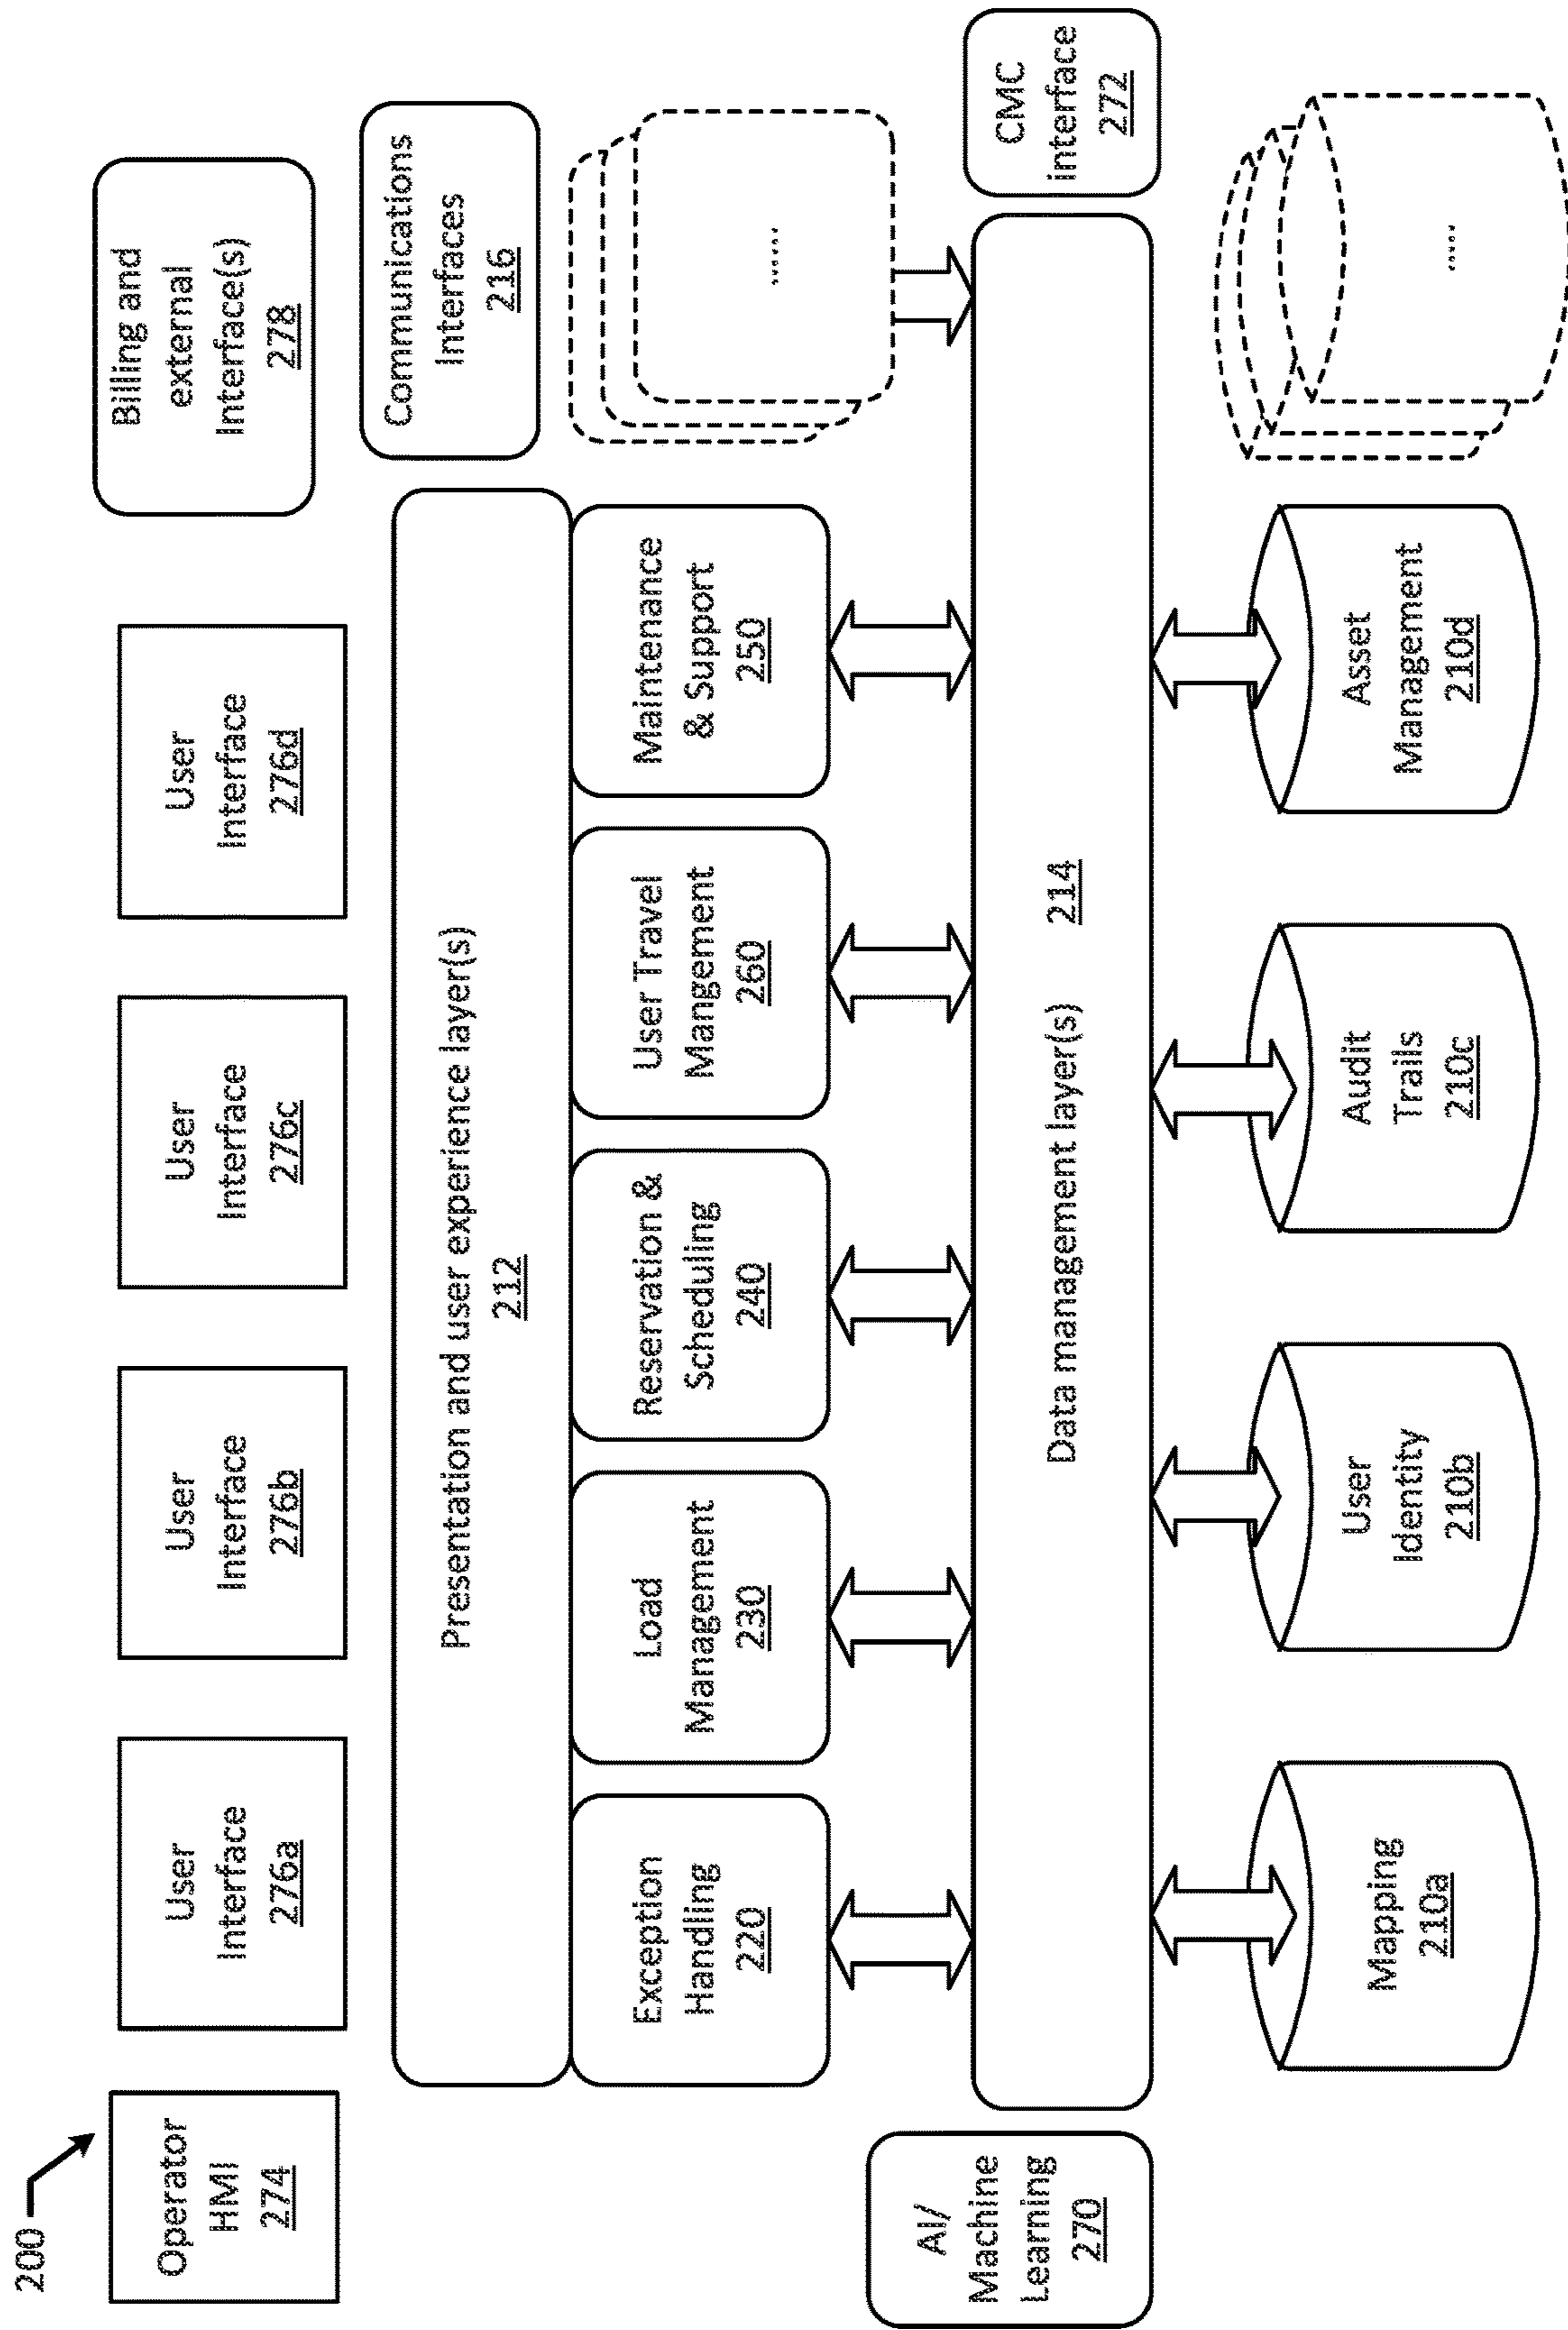 200
Operator
HMI
274
User
Interface
276a
User
Interface
276b
User
Interface
276c
User
Interface
276d
Billing and
external
Interface(s)
278
Presentation and user experience layer(s)
212
Communications
Interfaces
216
Exception
Handling
220
Load
Management
230
Reservation &
Scheduling
240
User Travel
Mangement
260
Maintenance
& Support
250
......
AI/
Machine
Learning
270
Data management layer(s) 214
CMC
interface
272
Mapping
210a
User
Identity
210b
Audit
Trails
210c
Asset
Management
210d
.....